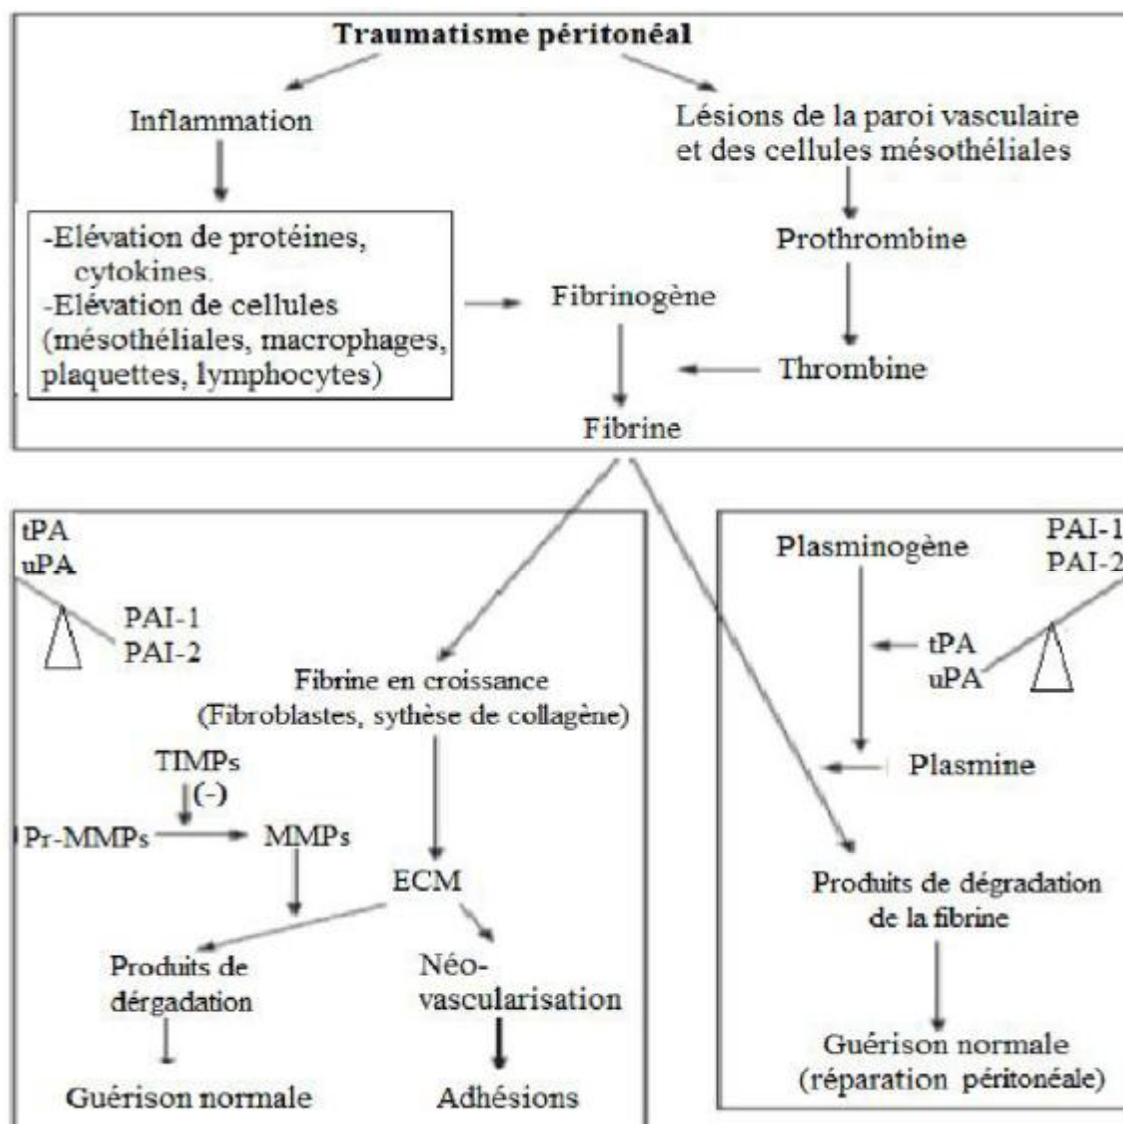 Traumatisme péritonéal
Inflammation
Lésions de la paroi vasculaire
et des cellules mésothéliales
-Elévation de protéines,
cytokines.
-Elévation de cellules
(mésothéliales, macrophages,
plaquettes, lymphocytes)
Prothrombine
Fibrinogène
Thrombine
Fibrine
tPA
uPA
PAI-1
PAI-2
Fibrine en croissance
(Fibroblastes, sythèse de collagène)
TIMPs
(-)
Pr-MMPs
MMPs
ECM
Produits de
dérgadation
Néo-
vascularisation
Guérison normale
Adhésions
Plasminogène
PAI-1
PAI-2
tPA
uPA
Plasmine
Produits de dégradation
de la fibrine
Guérison normale
(réparation péritonéale)